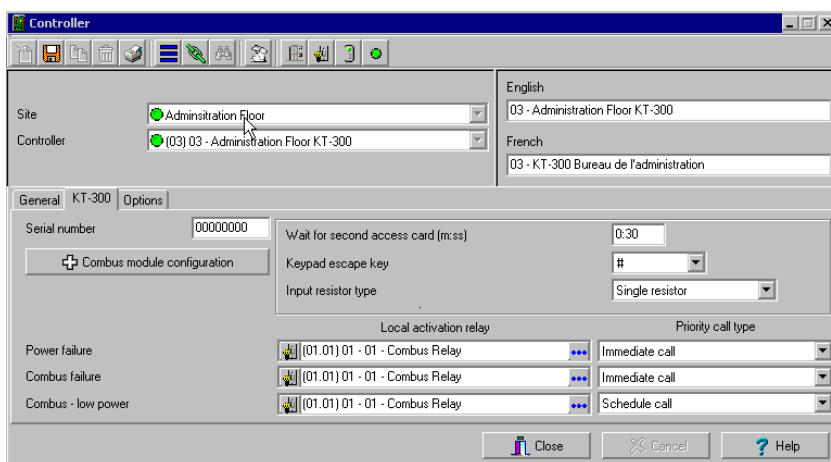 Controller
English
Site
Adminsitration Floor
03 - Administration Floor KT-300
Controller
(03) 03 - Administration Floor KT-300
French
03 - KT-300 Bureau de l'administration
General
KT-300
Options
Serial number
00000000
Wait for second access card (m:ss)
0:30
Combus module configuration
Keypad escape key
#
Input resistor type
Single resistor
Local activation relay
Priority call type
Power failure
(01.01) 01 - 01 - Combus Relay
Immediate call
Combus failure
(01.01) 01 - 01 - Combus Relay
Immediate call
Combus - low power
(01.01) 01 - 01 - Combus Relay
Schedule call
Close
Cancel
Help